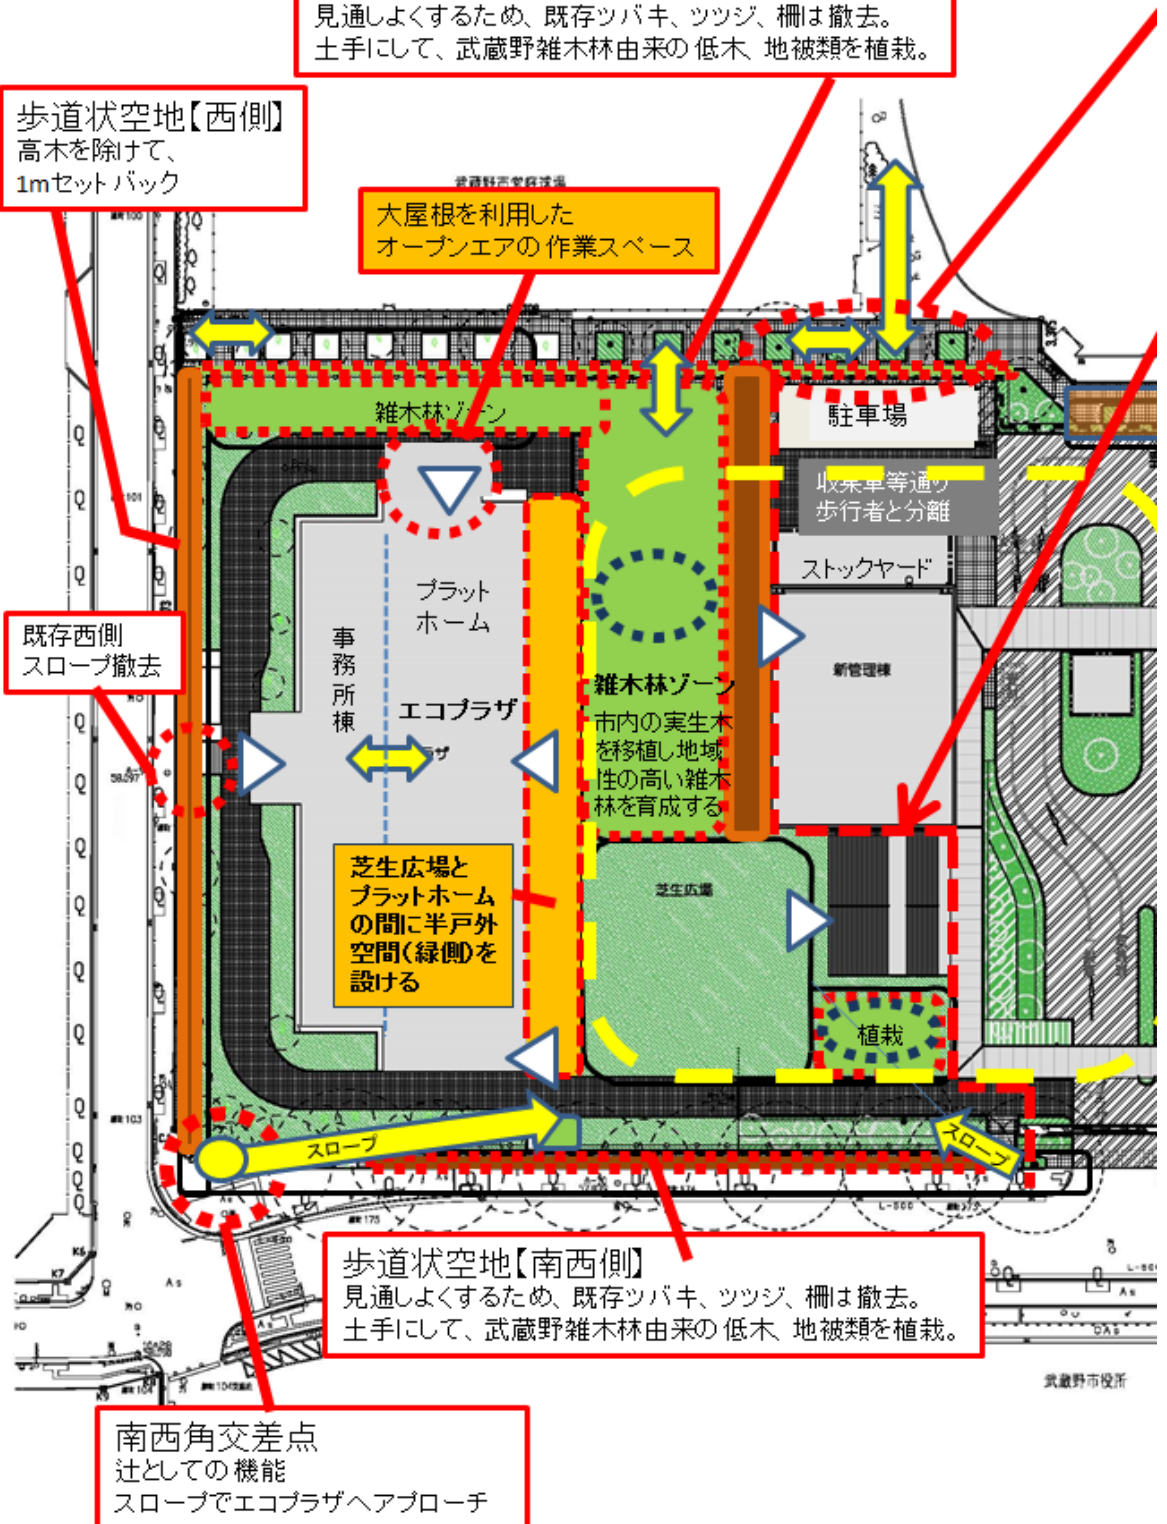 見通しよくするため、既存ツバキ、ツツジ、柵は撤去。
土手にして、武蔵野雑木林由来の低木、地被類を植栽。
歩道状空地【西側】
高木を除けて、
1mセットバック
大屋根を利用した
オープンエアの作業スペース
雑木林ゾーン
駐車場
収集車等通り
歩行者と分離
ストックヤード
プラット
ホーム
事務所棟
既存西側
スロープ撤去
エコプラザ
新管理棟
雑木林ゾーン
市内の実生木
を移植し地域
性の高い雑木
林を育成する
芝生広場と
プラットホーム
の間に半戸外
空間(緑側)を
設ける
芝生広場
植栽
スロープ
スロープ
歩道状空地【南西側】
見通しよくするため、既存ツバキ、ツツジ、柵は撤去。
土手にして、武蔵野雑木林由来の低木、地被類を植栽。
武蔵野市役所
南西角交差点
辻としての機能
スロープでエコプラザへアプローチ